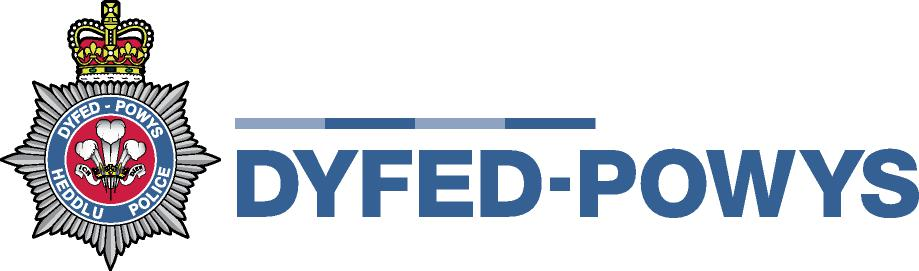 DYFED - POWYS
HEDDLU POLICE
DYFED-POWYS